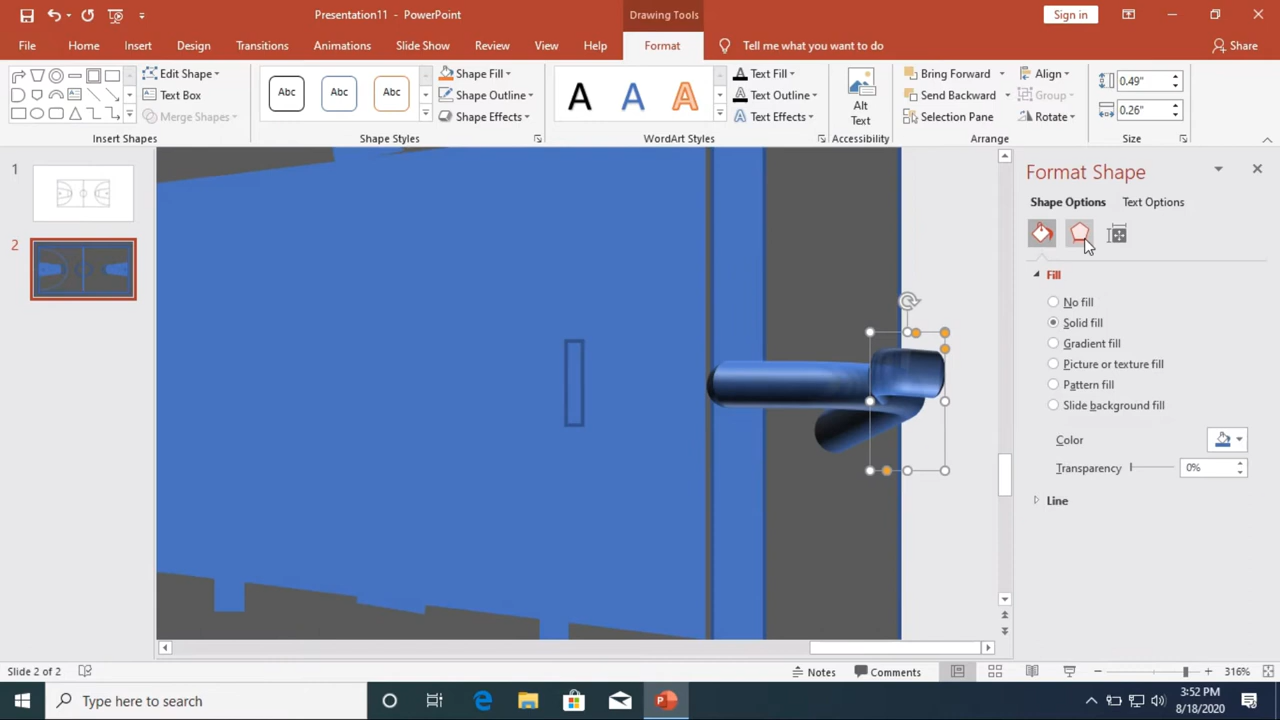 Presentation11 - PowerPoint
Drawing Tools
Sign in
File
Home
Insert
Design
Transitions
Animations
Slide Show
Review
View
Help
Format
Tell me what you want to do
Share
Edit Shape
Text Box
Merge Shapes
Insert Shapes
Abc
Abc
Abc
Shape Fill
Shape Outline
Shape Effects
Shape Styles
A
A
A
Text Fill
Text Outline
Text Effects
WordArt Styles
Alt
Text
Accessibility
Bring Forward
Send Backward
Selection Pane
Align
Group
Rotate
Arrange
0.49"
0.26"
Size
1
2
Format Shape
Shape Options
Text Options
Fill
No fill
Solid fill
Gradient fill
Picture or texture fill
Pattern fill
Slide background fill
Color
Transparency
0%
Line
Slide 2 of 2
Notes
Comments
316%
Type here to search
3:52 PM
8/18/2020